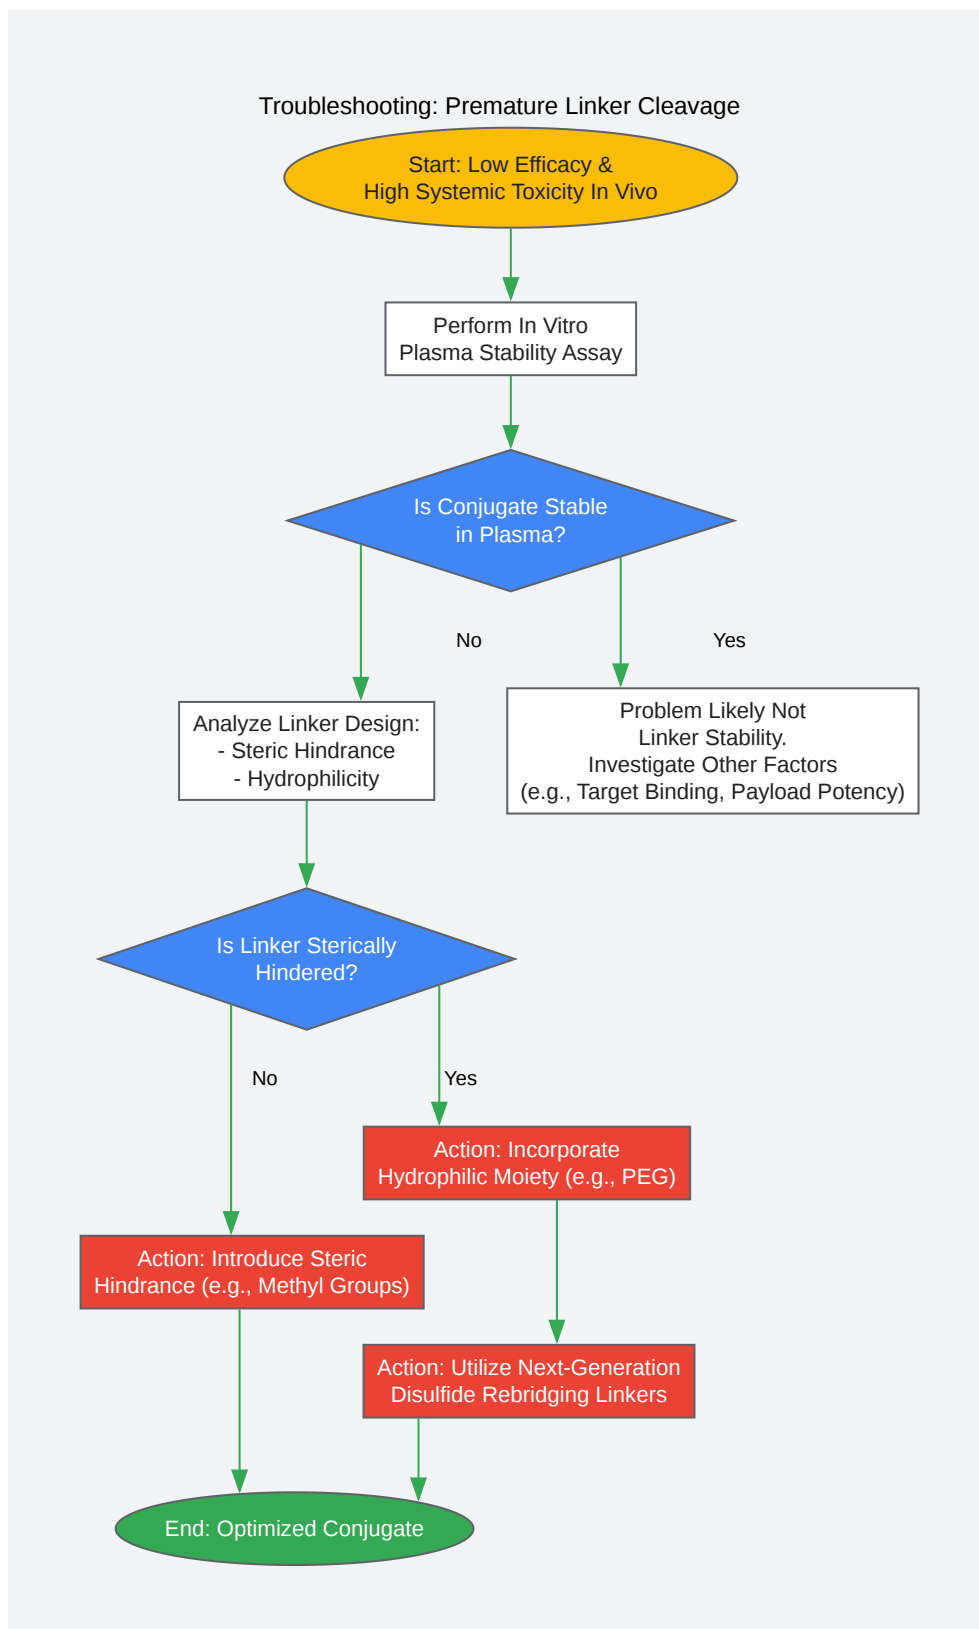 Troubleshooting: Premature Linker Cleavage
Start: Low Efficacy &
High Systemic Toxicity In Vivo
Perform In Vitro
Plasma Stability Assay
Is Conjugate Stable
in Plasma?
No
Yes
Analyze Linker Design:
- Steric Hindrance
- Hydrophilicity
Problem Likely Not
Linker Stability.
Investigate Other Factors
(e.g., Target Binding, Payload Potency)
Is Linker Sterically
Hindered?
No
Yes
Action: Incorporate
Hydrophilic Moiety (e.g., PEG)
Action: Introduce Steric
Hindrance (e.g., Methyl Groups)
Action: Utilize Next-Generation
Disulfide Rebridging Linkers
End: Optimized Conjugate